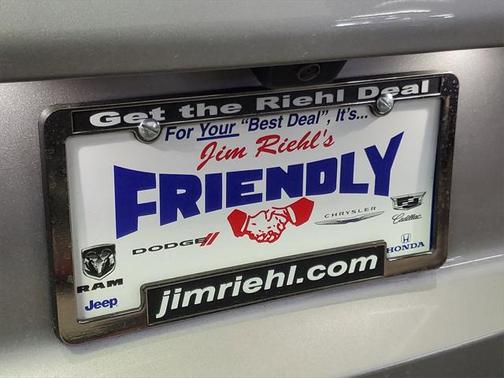 Get the Riehl Deal
For Your "Best Deal", It's...
Jim Riehl's
FRIENDLY
DODGE
CHRYSLER
Cadillac
RAM
HONDA
Jeep
jimriehl.com